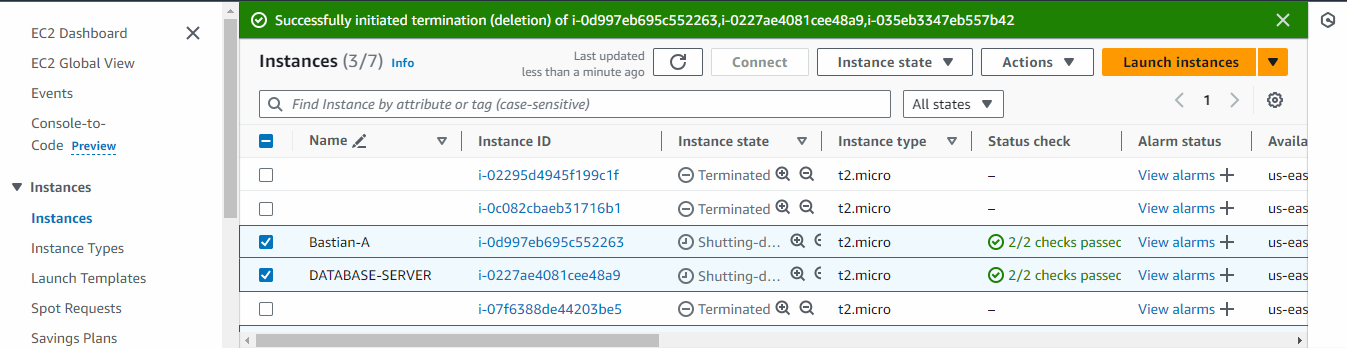 Successfully initiated termination (deletion) of i-0d997eb695c552263,i-0227ae4081cee48a9,i-035eb3347eb557b42
EC2 Dashboard
EC2 Global View
Events
Console-to-
Code Preview
Instances
Instances
Instance Types
Launch Templates
Spot Requests
Savings Plans
Instances (3/7) Info
Last updated
less than a minute ago
Connect
Instance state
Actions
Launch instances
Find Instance by attribute or tag (case-sensitive)
All states
1
Name Instance ID Instance state Instance type Status check Alarm status Availa
i-02295d4945f199c1f Terminated t2.micro – View alarms us-eas
i-0c082cbaeb31716b1 Terminated t2.micro – View alarms us-eas
Bastian-A i-0d997eb695c552263 Shutting-d... t2.micro 2/2 checks passec View alarms us-eas
DATABASE-SERVER i-0227ae4081cee48a9 Shutting-d... t2.micro 2/2 checks passec View alarms us-eas
i-07f6388de44203be5 Terminated t2.micro – View alarms us-eas